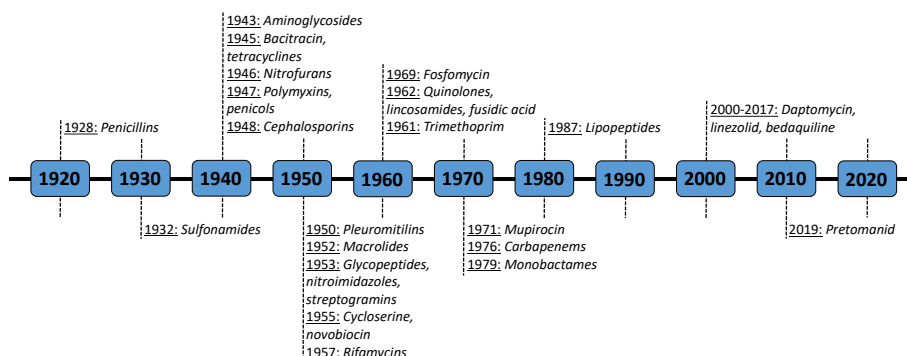 1943: Aminoglycosides
1945: Bacitracin,
tetracyclines
1946: Nitrofurans
1947: Polymyxins,
penicols
1948: Cephalosporins
1969: Fosfomycin
1962: Quinolones,
lincosamides, fusidic acid
1961: Trimethoprim
2000-2017: Daptomycin,
linezolid, bedaquiline
1928: Penicillins
1987: Lipopeptides
1920 1930 1940 1950 1960 1970 1980 1990 2000 2010 2020
1932: Sulfonamides
1950: Pleuromitilins
1952: Macrolides
1953: Glycopeptides,
nitroimidazoles,
streptogramins
1955: Cycloserine,
novobiocin
1957: Rifamycins
1971: Mupirocin
1976: Carbapenems
1979: Monobactames
2019: Pretomanid